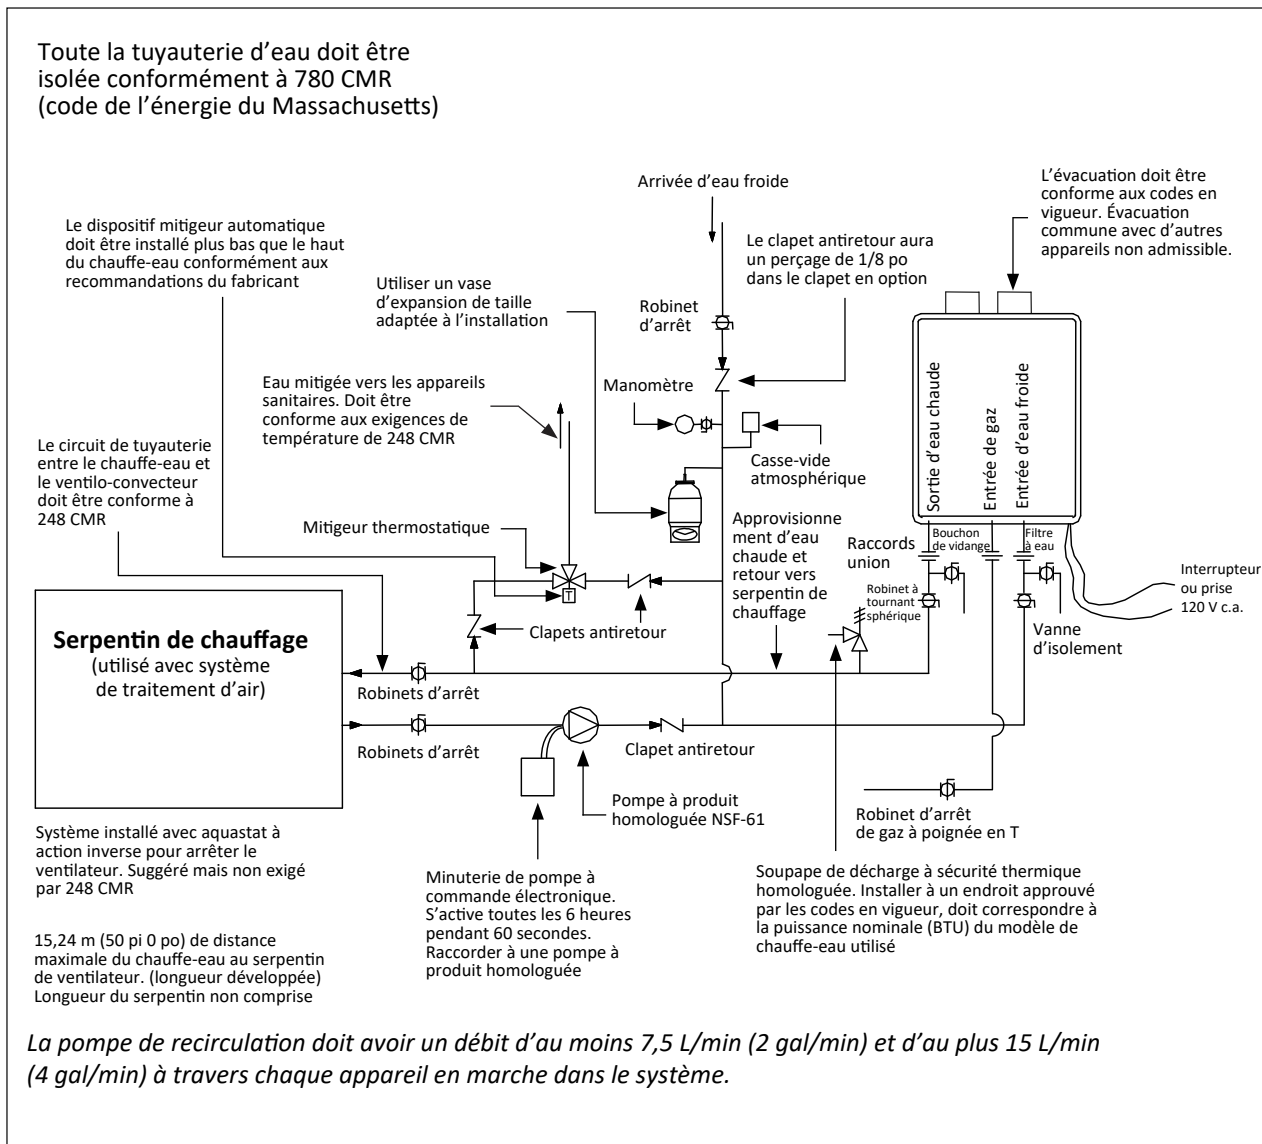 Toute la tuyauterie d’eau doit être
isolée conformément à 780 CMR
(code de l’énergie du Massachusetts)
Arrivée d’eau froide
L’évacuation doit être
conforme aux codes en
vigueur. Évacuation
commune avec d’autres
appareils non admissible.
Le dispositif mitigeur automatique
doit être installé plus bas que le haut
du chauffe-eau conformément aux
recommandations du fabricant
Le clapet antiretour aura
un perçage de 1/8 po
dans le clapet en option
Utiliser un vase
d’expansion de taille
adaptée à l’installation
Robinet
d’arrêt
Eau mitigée vers les appareils
sanitaires. Doit être
conforme aux exigences de
température de 248 CMR
Manomètre
Sortie d’eau chaude
Entrée de gaz
Entrée d’eau froide
Le circuit de tuyauterie
entre le chauffe-eau et
le ventilo-convecteur
doit être conforme à
248 CMR
Casse-vide
atmosphérique
Mitigeur thermostatique
Approvisionne
ment d’eau
chaude et
retour vers
serpentin de
chauffage
Raccords
union
Bouchon
de vidange
Filtre
à eau
Interrupteur
ou prise
120 V c.a.
Robinet à
tournant
sphérique
T
Clapets antiretour
Vanne
d’isolement
Serpentin de chauffage
(utilisé avec système
de traitement d’air)
Robinets d’arrêt
Robinets d’arrêt
Clapet antiretour
Pompe à produit
homologuée NSF-61
Robinet d’arrêt
de gaz à poignée en T
Système installé avec aquastat à
action inverse pour arrêter le
ventilateur. Suggéré mais non exigé
par 248 CMR
Minuterie de pompe à
commande électronique.
S’active toutes les 6 heures
pendant 60 secondes.
Raccorder à une pompe à
produit homologuée
Soupape de décharge à sécurité thermique
homologuée. Installer à un endroit approuvé
par les codes en vigueur, doit correspondre à
la puissance nominale (BTU) du modèle de
chauffe-eau utilisé
15,24 m (50 pi 0 po) de distance
maximale du chauffe-eau au serpentin
de ventilateur. (longueur développée)
Longueur du serpentin non comprise
La pompe de recirculation doit avoir un débit d’au moins 7,5 L/min (2 gal/min) et d’au plus 15 L/min
(4 gal/min) à travers chaque appareil en marche dans le système.